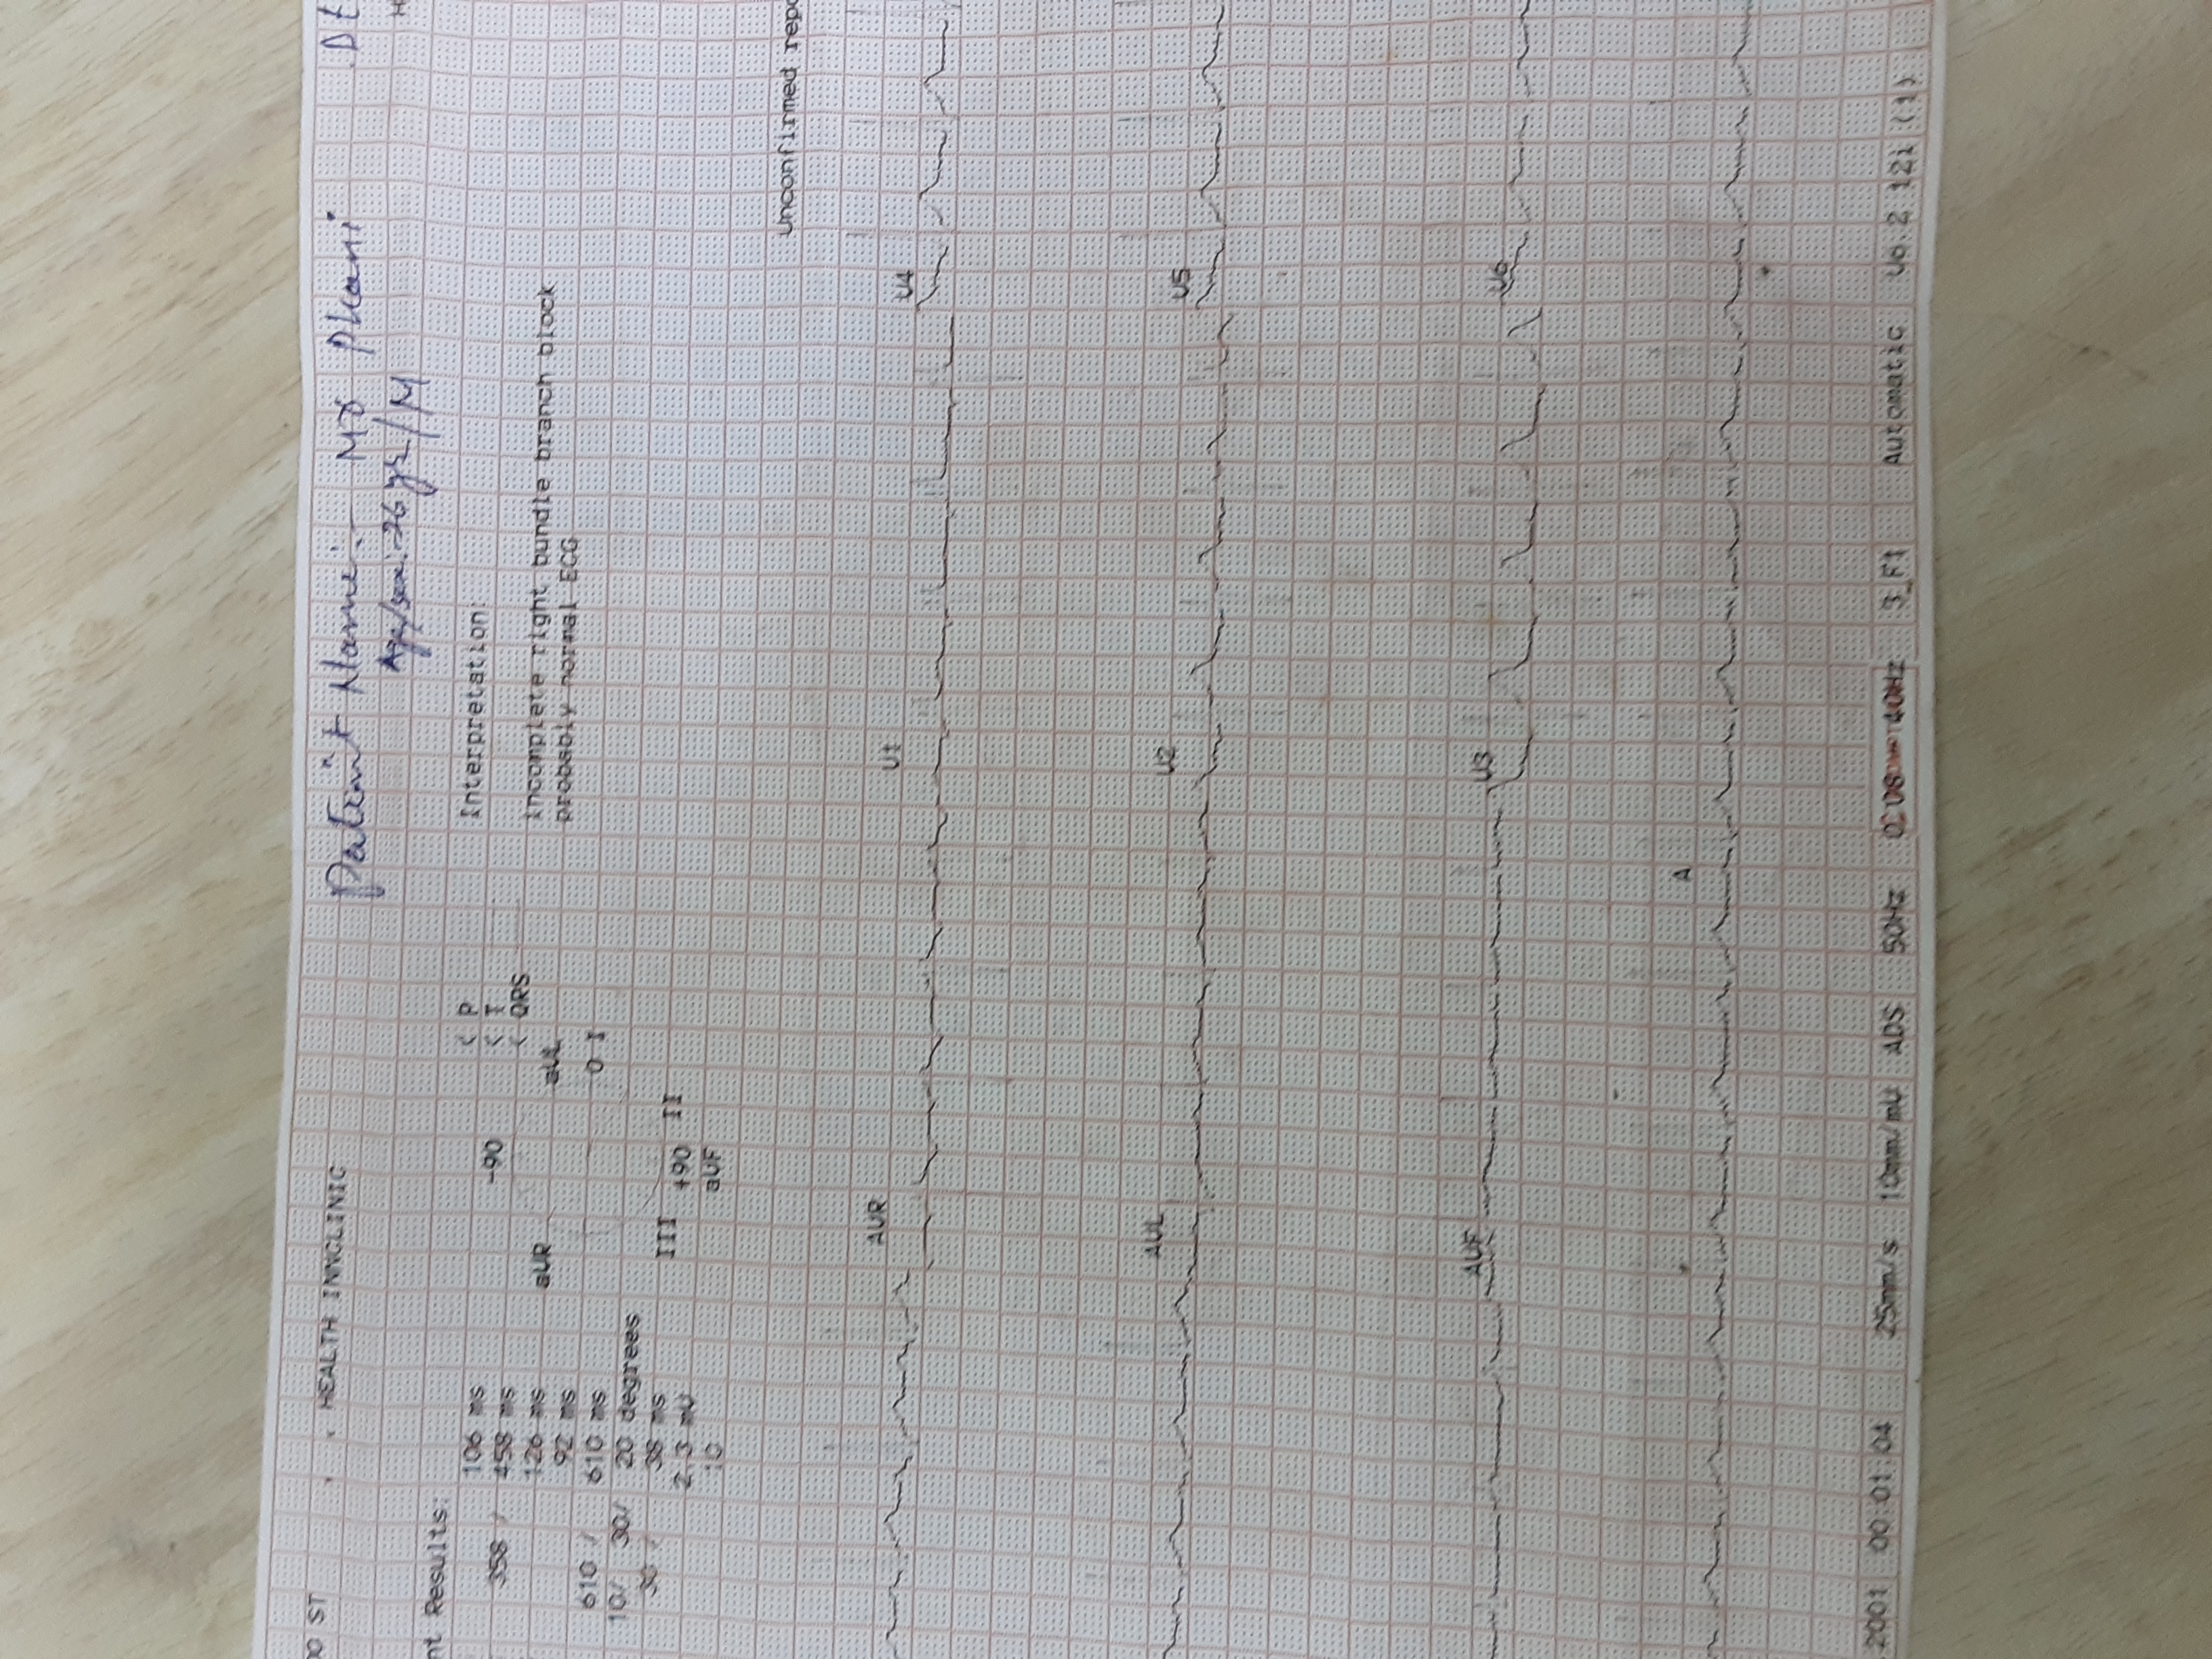 OO ST . . HEALTH INNCLINIC
Patient Name:- Mr Phani Dt
Age/sex:-26 yr/M
nt Results:
106 ms
358 / 458 ms
126 ms
92 ms
610 / 610 ms
10/ 30/ 20 degrees
30 / 38 ms
2.3 mV
10
< P
-90 < T
< QRS
aVR aVL
0 I
III +90 II
aVF
Interpretation:
incomplete right bundle branch block
probably normal ECG
Unconfirmed repo
AVR V1 V4
AVL V2 V5
AVF V3 V6
A
2001 00:01:04 25mm/s 10mm/mV ADS 50Hz 0.08 - 40Hz 3_F1 Automatic V6.2 12i (1)